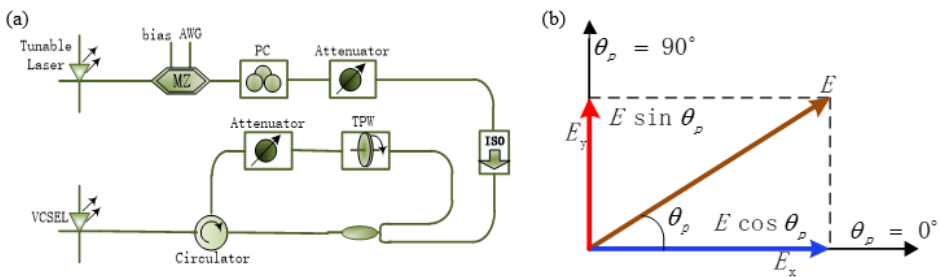 (a)
bias AWG
Tunable
Laser
MZ
PC
Attenuator
Attenuator
TPW
ISO
VCSEL
Circulator
(b)
θp = 90°
E
E sin θp
Ey
θp
E cos θp
θp = 0°
Ex